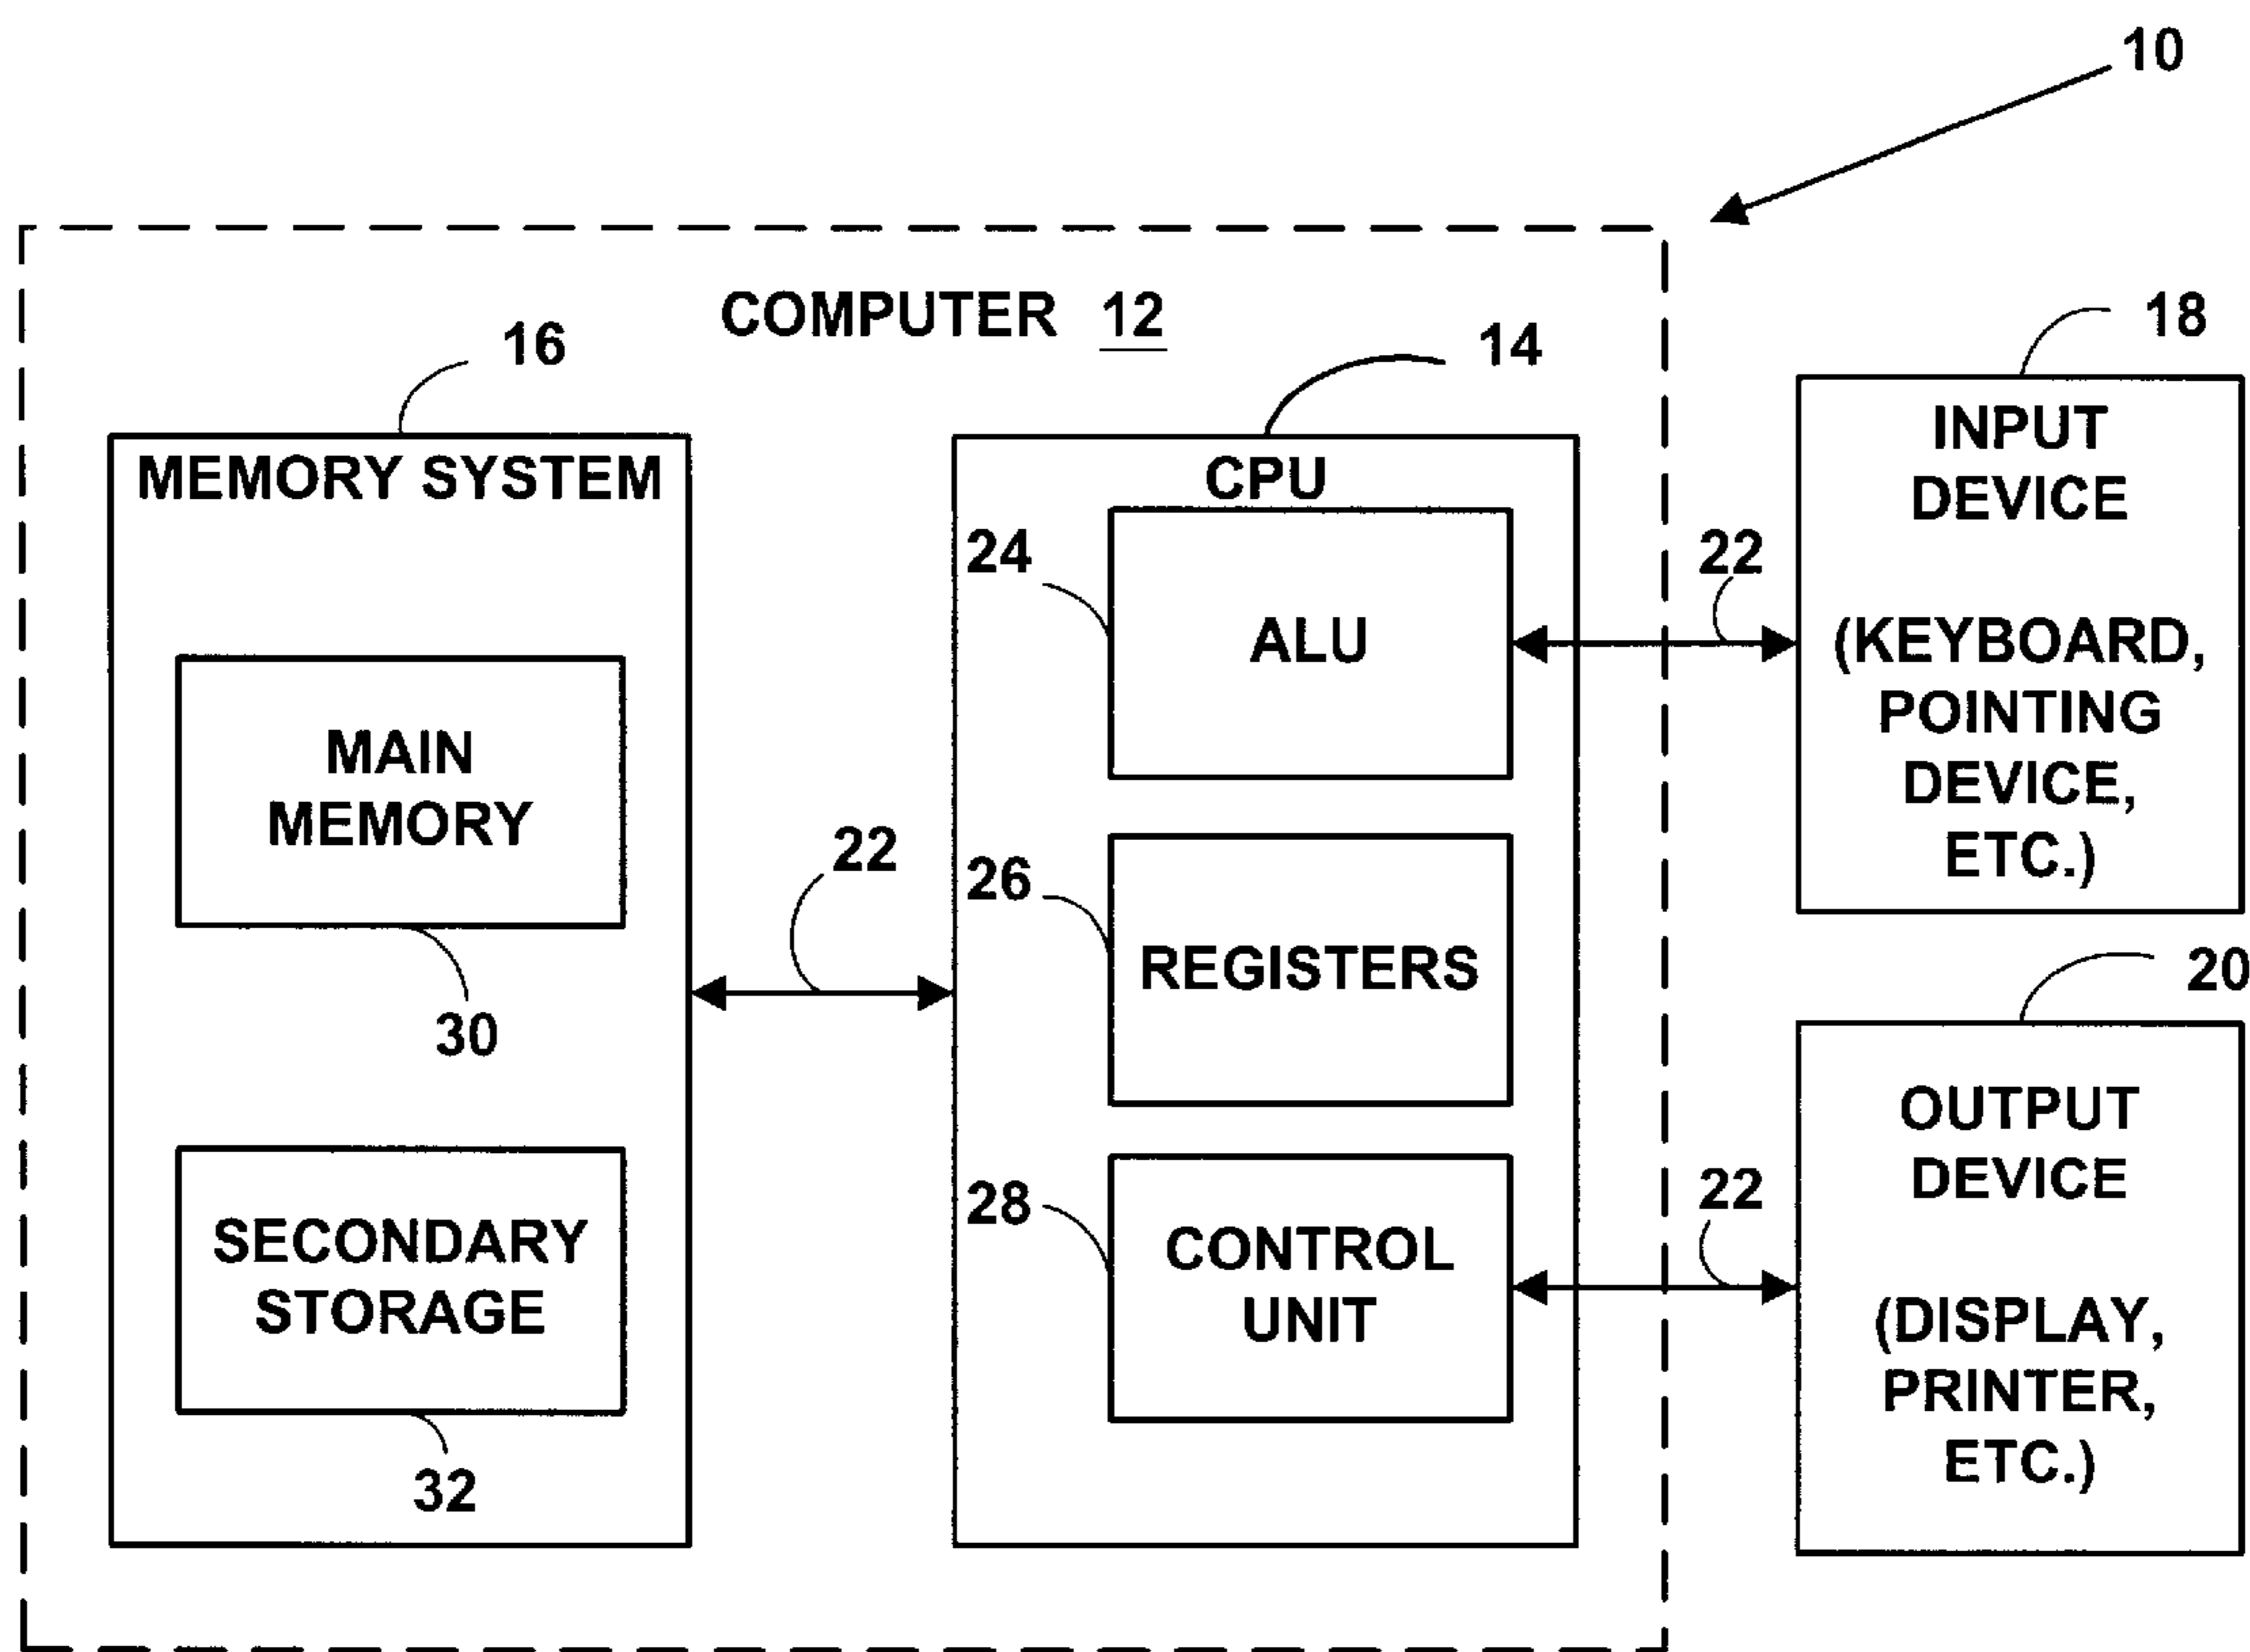 10
COMPUTER 12
16
MEMORY SYSTEM
MAIN
MEMORY
30
SECONDARY
STORAGE
32
22
14
CPU
24
ALU
26
REGISTERS
28
CONTROL
UNIT
22
18
INPUT
DEVICE
(KEYBOARD,
POINTING
DEVICE,
ETC.)
22
20
OUTPUT
DEVICE
(DISPLAY,
PRINTER,
ETC.)